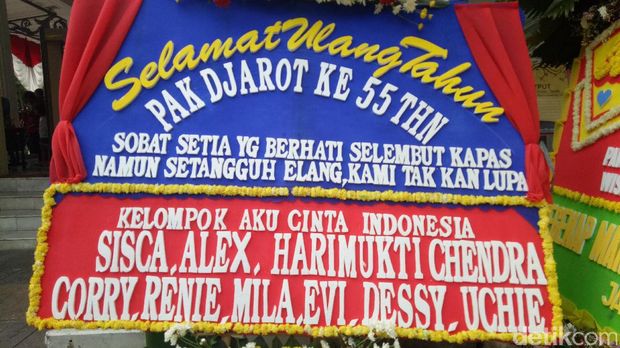 Selamat Ulang Tahun
PAK DJAROT KE 55 THN
SOBAT SETIA YG BERHATI SELEMBUT KAPAS
NAMUN SETANGGUH ELANG, KAMI TAK KAN LUPA
KELOMPOK AKU CINTA INDONESIA
SISCA, ALEX, HARIMUKTI CHENDRA
CORRY, RENIE, MILA, EVI, DESSY, UCHIE
detikcom